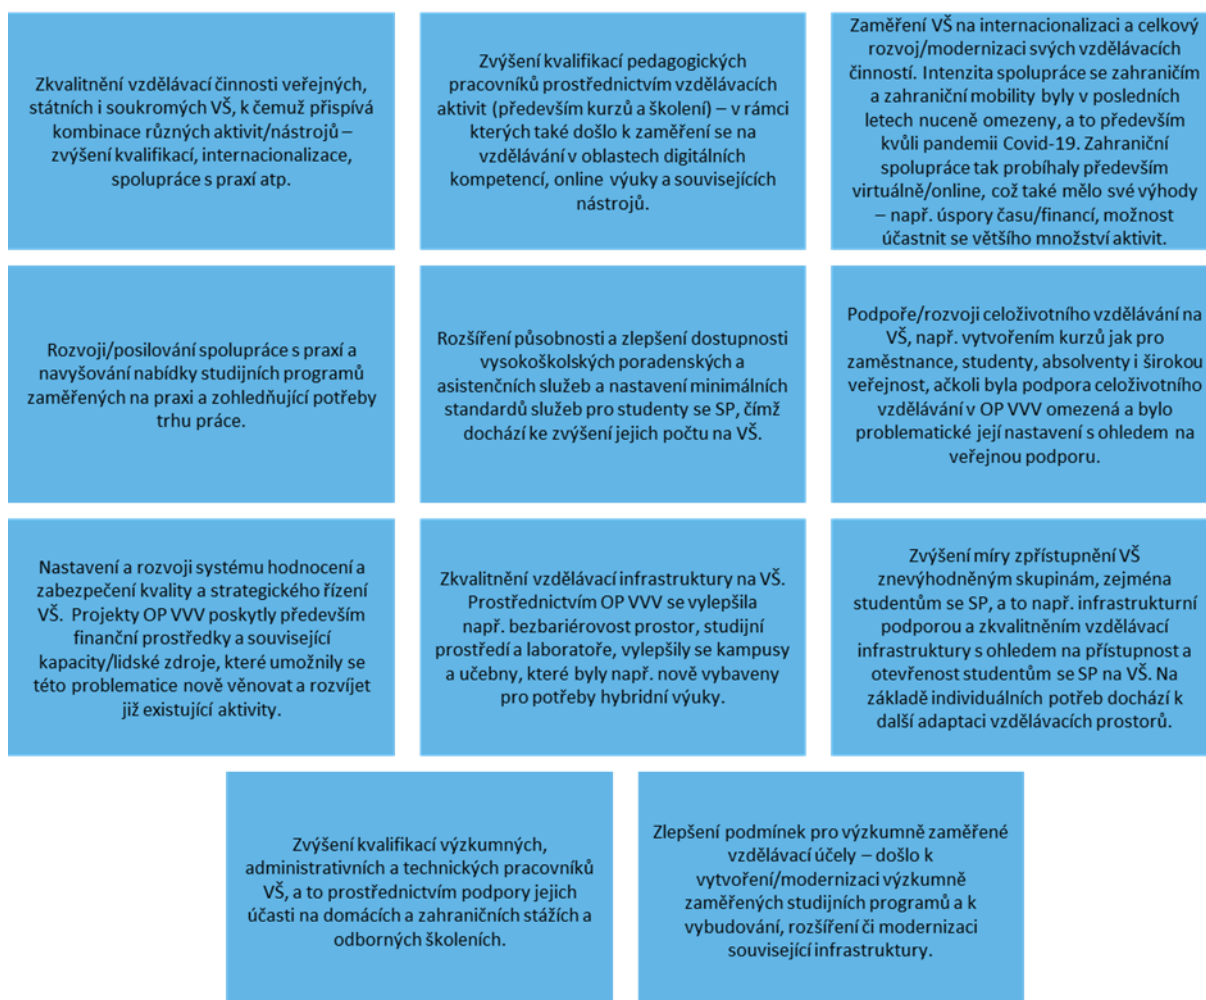 Zkvalitnění vzdělávací činnosti veřejných,
státních i soukromých VŠ, k čemuž přispívá
kombinace různých aktivit/nástrojů –
zvýšení kvalifikací, internacionalizace,
spolupráce s praxí atp.
Zvýšení kvalifikací pedagogických
pracovníků prostřednictvím vzdělávacích
aktivit (především kurzů a školení) – v rámci
kterých také došlo k zaměření se na
vzdělávání v oblastech digitálních
kompetencí, online výuky a souvisejících
nástrojů.
Zaměření VŠ na internacionalizaci a celkový
rozvoj/modernizaci svých vzdělávacích
činností. Intenzita spolupráce se zahraničím
a zahraniční mobility byly v posledních
letech nuceně omezeny, a to především
kvůli pandemii Covid-19. Zahraniční
spolupráce tak probíhaly především
virtuálně/online, což také mělo své výhody
– např. úspory času/financí, možnost
účastnit se většího množství aktivit.
Rozvoji/posilování spolupráce s praxí a
navyšování nabídky studijních programů
zaměřených na praxi a zohledňující potřeby
trhu práce.
Rozšíření působnosti a zlepšení dostupnosti
vysokoškolských poradenských a
asistenčních služeb a nastavení minimálních
standardů služeb pro studenty se SP, čímž
dochází ke zvýšení jejich počtu na VŠ.
Podpoře/rozvoji celoživotního vzdělávání na
VŠ, např. vytvořením kurzů jak pro
zaměstnance, studenty, absolventy i širokou
veřejnost, ačkoli byla podpora celoživotního
vzdělávání v OP VVV omezená a bylo
problematické její nastavení s ohledem na
veřejnou podporu.
Nastavení a rozvoji systému hodnocení a
zabezpečení kvality a strategického řízení
VŠ. Projekty OP VVV poskytly především
finanční prostředky a související
kapacity/lidské zdroje, které umožnily se
této problematice nově věnovat a rozvíjet
již existující aktivity.
Zkvalitnění vzdělávací infrastruktury na VŠ.
Prostřednictvím OP VVV se vylepšila
např. bezbariérovost prostor, studijní
prostředí a laboratoře, vylepšily se kampusy
a učebny, které byly např. nově vybaveny
pro potřeby hybridní výuky.
Zvýšení míry zpřístupnění VŠ
znevýhodněným skupinám, zejména
studentům se SP, a to např. infrastrukturní
podporou a zkvalitněním vzdělávací
infrastruktury s ohledem na přístupnost a
otevřenost studentům se SP na VŠ. Na
základě individuálních potřeb dochází k
další adaptaci vzdělávacích prostorů.
Zvýšení kvalifikací výzkumných,
administrativních a technických pracovníků
VŠ, a to prostřednictvím podpory jejich
účasti na domácích a zahraničních stážích a
odborných školeních.
Zlepšení podmínek pro výzkumně zaměřené
vzdělávací účely – došlo k
vytvoření/modernizaci výzkumně
zaměřených studijních programů a k
vybudování, rozšíření či modernizaci
související infrastruktury.